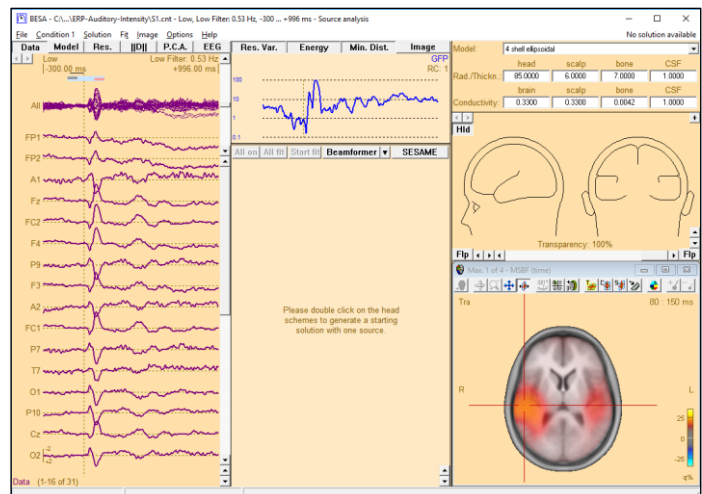 BESA - C:\...\ERP-Auditory-Intensity\S1.cnt - Low, Low Filter: 0.53 Hz, -300 ... +996 ms - Source analysis
File Condition 1 Solution Fit Image Options Help
No solution available
Data Model Res. ||D|| P.C.A. EEG
Low Low Filter: 0.53 Hz
-300.00 ms +996.00 ms
All
FP1
FP2
A1
Fz
FC2
F4
P9
F3
A2
FC1
P7
T7
O1
P10
Cz
O2
-2
+2
Data (1-16 of 31)
Res. Var. Energy Min. Dist. Image
GFP
RC: 1
100
10
1
0.1
All on All fit Start fit Beamformer SESAME
Please double click on the head
schemes to generate a starting
solution with one source.
Model: 4 shell ellipsoidal
head scalp bone CSF
Rad./Thickn.: 85.0000 6.0000 7.0000 1.0000
brain scalp bone CSF
Conductivity: 0.3300 0.3300 0.0042 1.0000
Hld
Transparency: 100%
Flp Flp
Max. 1 of 4 - MSBF (time)
Tra 80 : 150 ms
R L
25
0
-25
q%